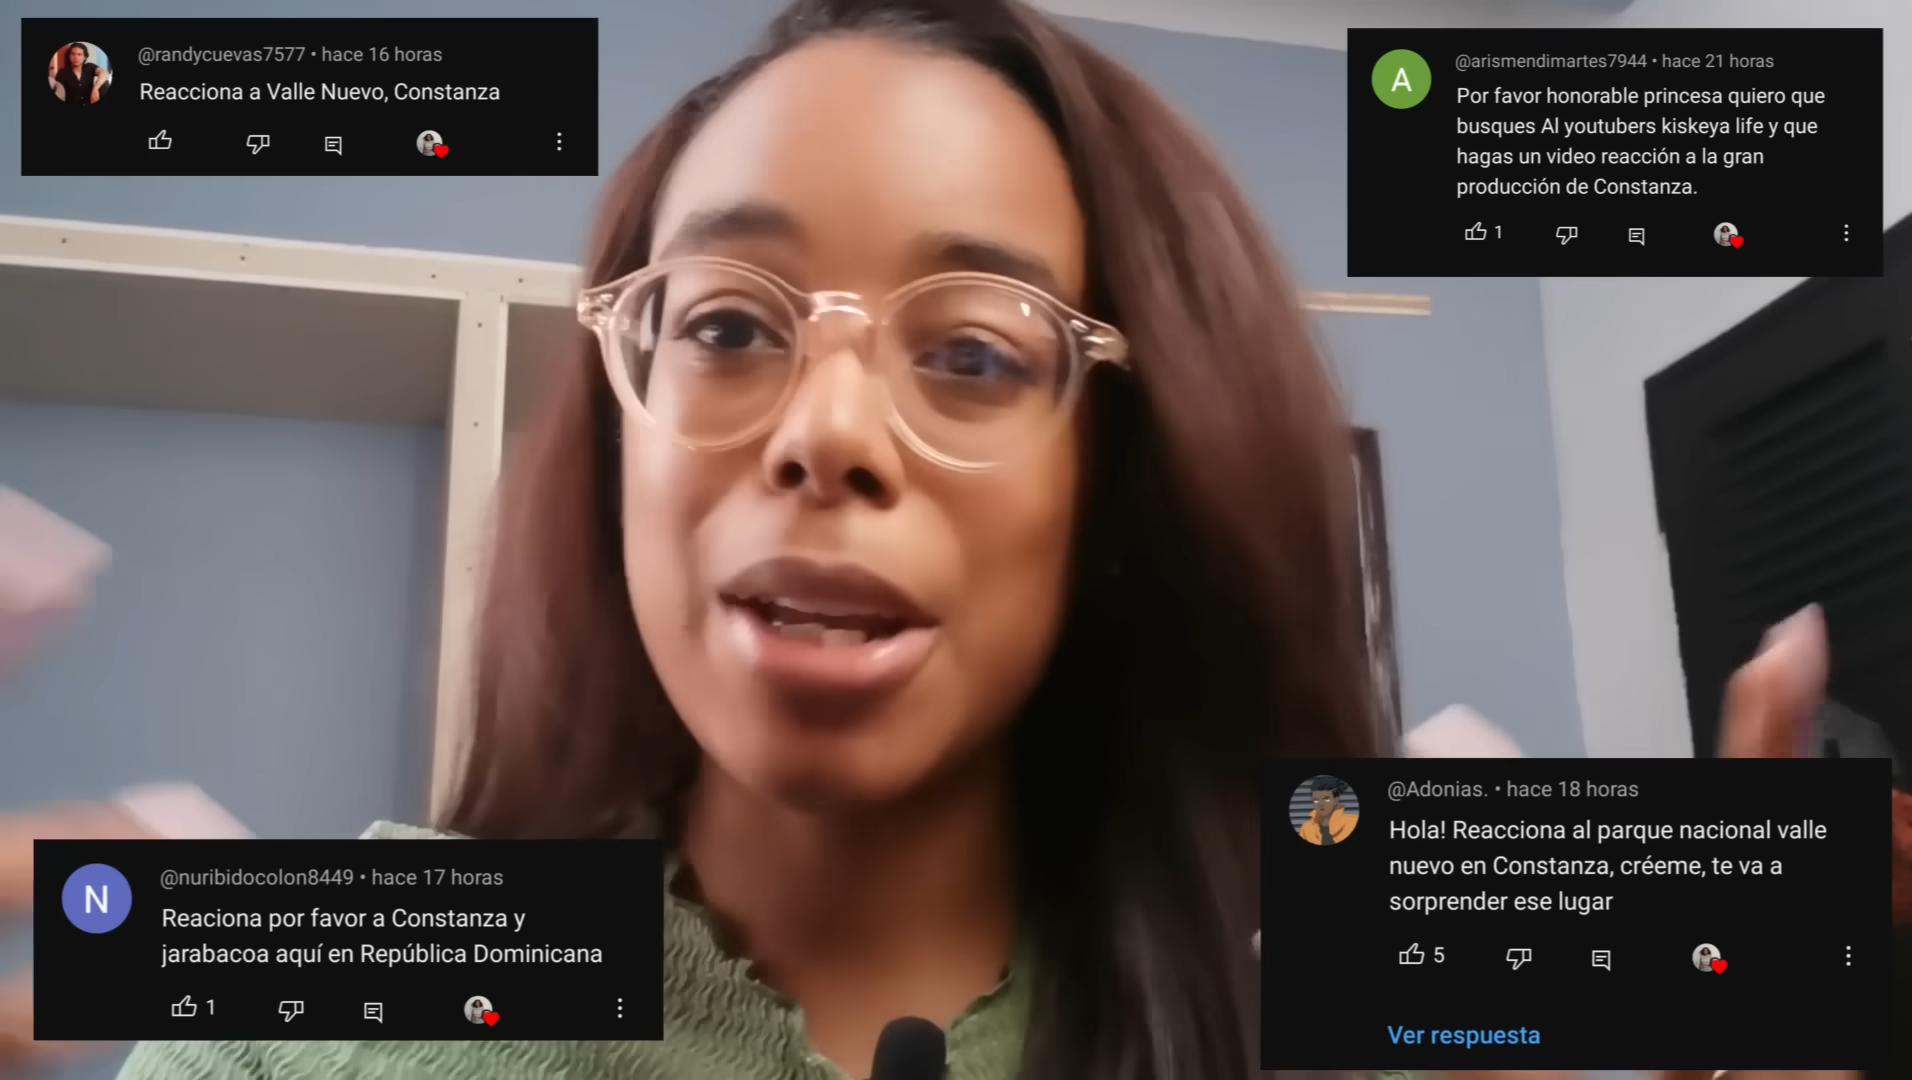 @randycuevas7577 • hace 16 horas
Reacciona a Valle Nuevo, Constanza
@arismendimartes7944 • hace 21 horas
A
Por favor honorable princesa quiero que
busques Al youtubers kiskeya life y que
hagas un video reacción a la gran
producción de Constanza.
1
@nuribidocolon8449 • hace 17 horas
N
Reaciona por favor a Constanza y
jarabacoa aquí en República Dominicana
1
@Adonias. • hace 18 horas
Hola! Reacciona al parque nacional valle
nuevo en Constanza, créeme, te va a
sorprender ese lugar
5
Ver respuesta